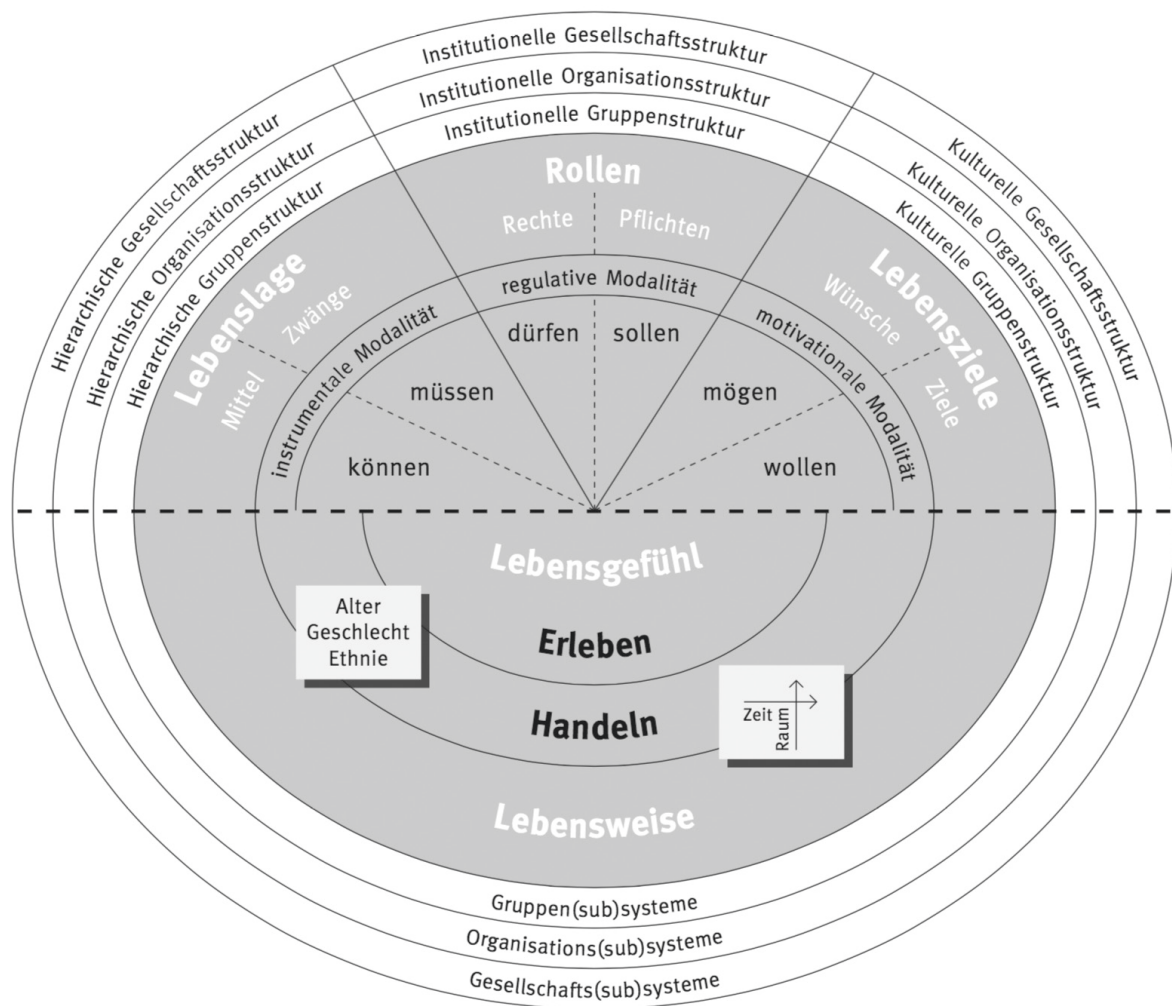 Institutionelle Gesellschaftsstruktur
Institutionelle Organisationsstruktur
Institutionelle Gruppenstruktur
Hierarchische Gesellschaftsstruktur
Hierarchische Organisationsstruktur
Hierarchische Gruppenstruktur
Kulturelle Gesellschaftsstruktur
Kulturelle Organisationsstruktur
Kulturelle Gruppenstruktur
Rollen
Rechte
Pflichten
Lebenslage
Zwänge
Mittel
Lebensziele
Wünsche
Ziele
instrumentale Modalität
regulative Modalität
motivationale Modalität
dürfen
sollen
müssen
mögen
können
wollen
Lebensgefühl
Erleben
Alter
Geschlecht
Ethnie
Handeln
Zeit
Raum
Lebensweise
Gruppen(sub)systeme
Organisations(sub)systeme
Gesellschafts(sub)systeme